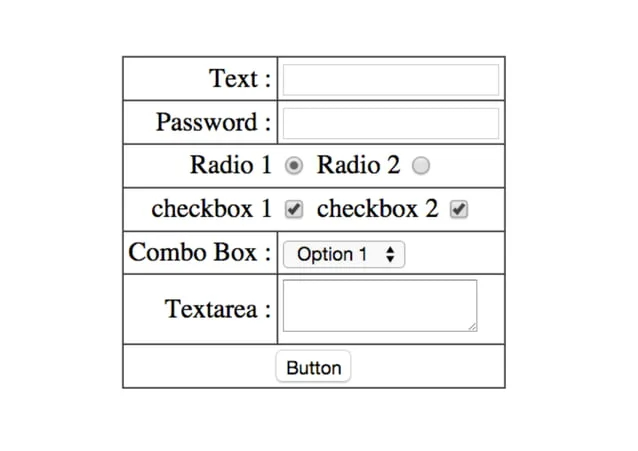 Text :
Password :
Radio 1 Radio 2
checkbox 1 checkbox 2
Combo Box : Option 1
Textarea :
Button